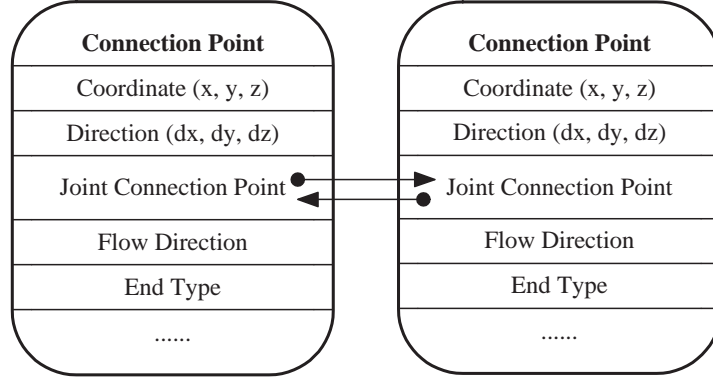 Connection Point
Coordinate (x, y, z)
Direction (dx, dy, dz)
Joint Connection Point
Flow Direction
End Type
......
Connection Point
Coordinate (x, y, z)
Direction (dx, dy, dz)
Joint Connection Point
Flow Direction
End Type
......